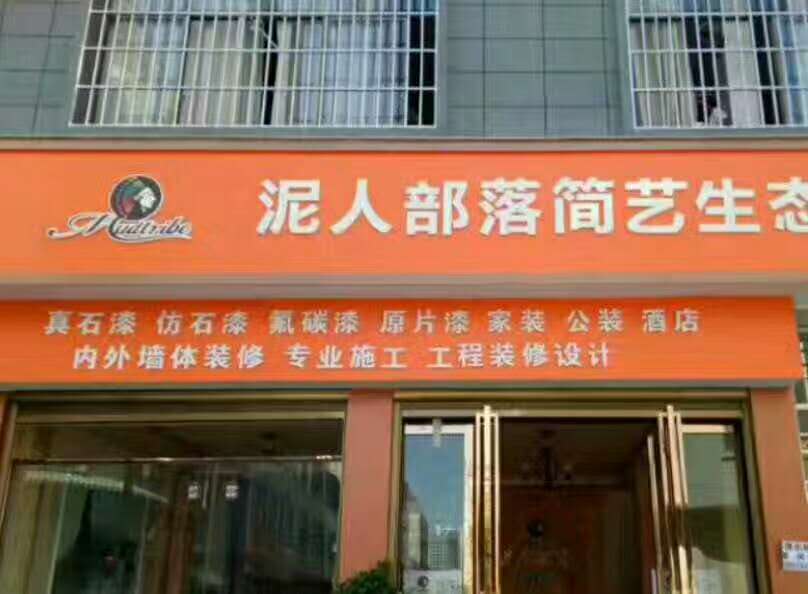 Mudtribe
泥人部落简艺生态
真石漆 仿石漆 氟碳漆 原片漆 家装 公装 酒店
内外墙体装修 专业施工 工程装修设计